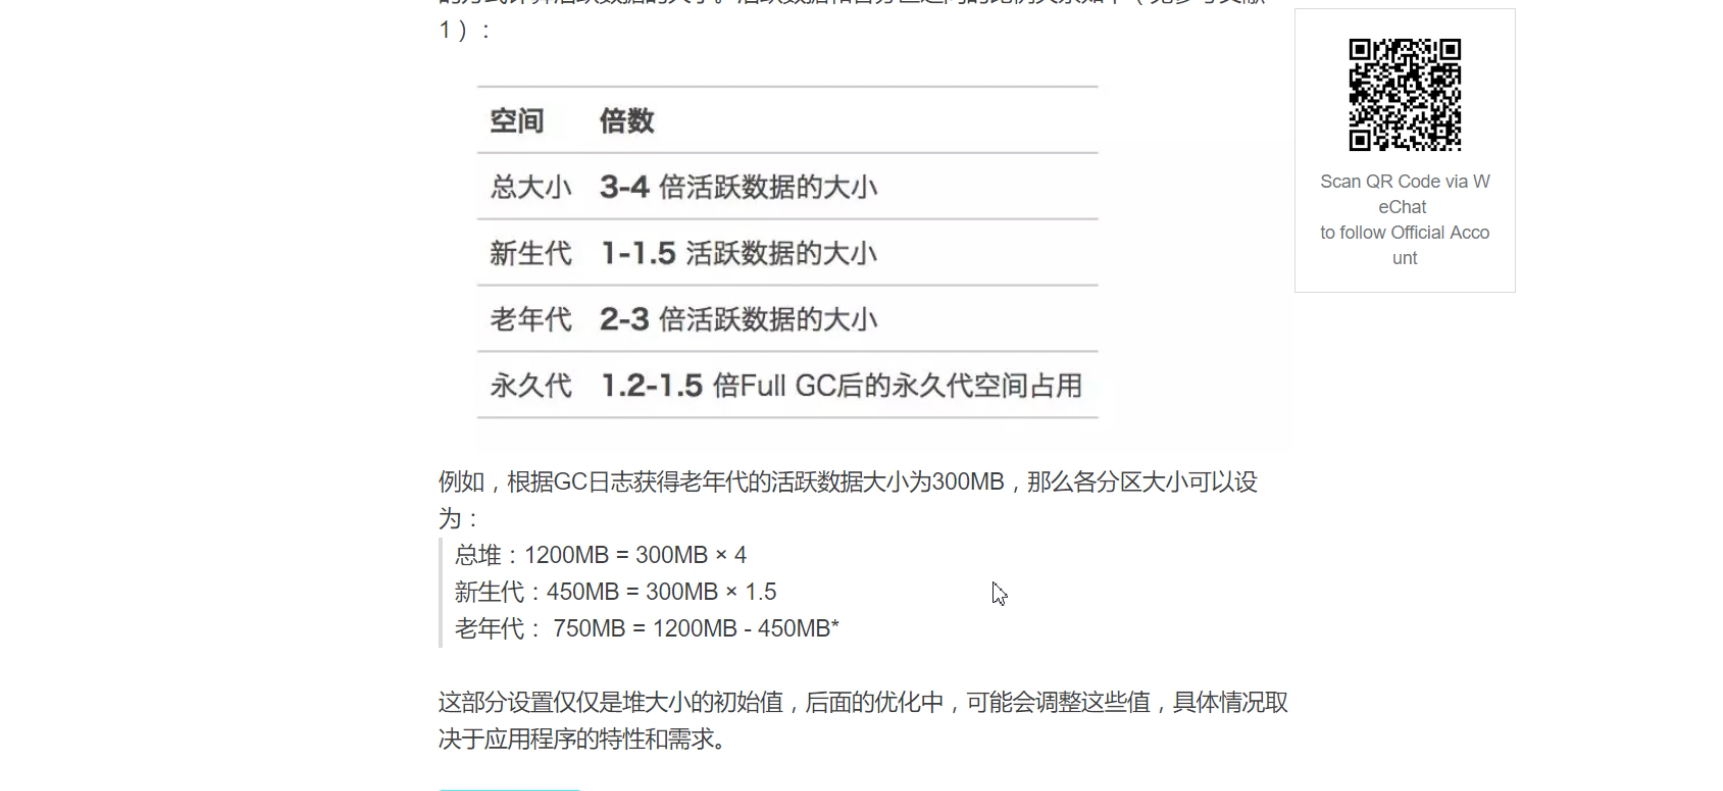 1）：
空间 倍数
总大小 3-4 倍活跃数据的大小
新生代 1-1.5 活跃数据的大小
老年代 2-3 倍活跃数据的大小
永久代 1.2-1.5 倍Full GC后的永久代空间占用
例如，根据GC日志获得老年代的活跃数据大小为300MB，那么各分区大小可以设
为：
总堆：1200MB = 300MB × 4
新生代：450MB = 300MB × 1.5
老年代： 750MB = 1200MB - 450MB*
这部分设置仅仅是堆大小的初始值，后面的优化中，可能会调整这些值，具体情况取
决于应用程序的特性和需求。
Scan QR Code via W
eChat
to follow Official Acco
unt